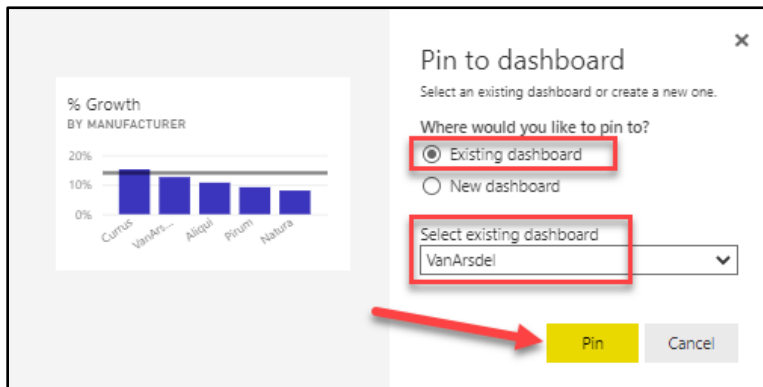 % Growth
BY MANUFACTURER
20%
10%
0%
Currus
VanArs...
Aliqui
Pirum
Natura
Pin to dashboard
Select an existing dashboard or create a new one.
Where would you like to pin to?
Existing dashboard
New dashboard
Select existing dashboard
VanArsdel
Pin Cancel